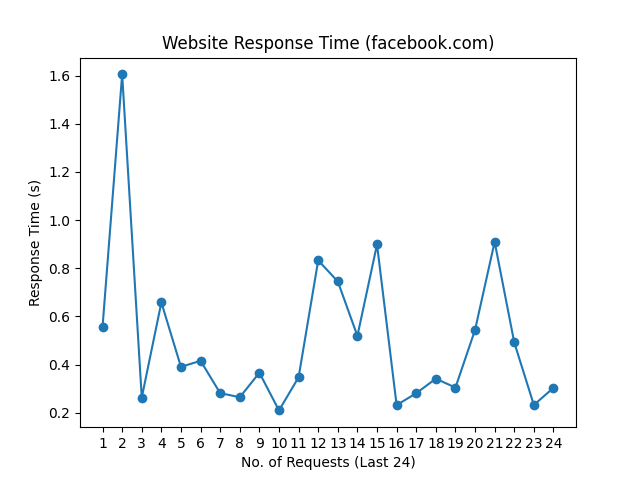 Website Response Time (facebook.com)
1.6
1.4
1.2
1.0
0.8
0.6
0.4
0.2
Response Time (s)
1 2 3 4 5 6 7 8 9 10 11 12 13 14 15 16 17 18 19 20 21 22 23 24
No. of Requests (Last 24)